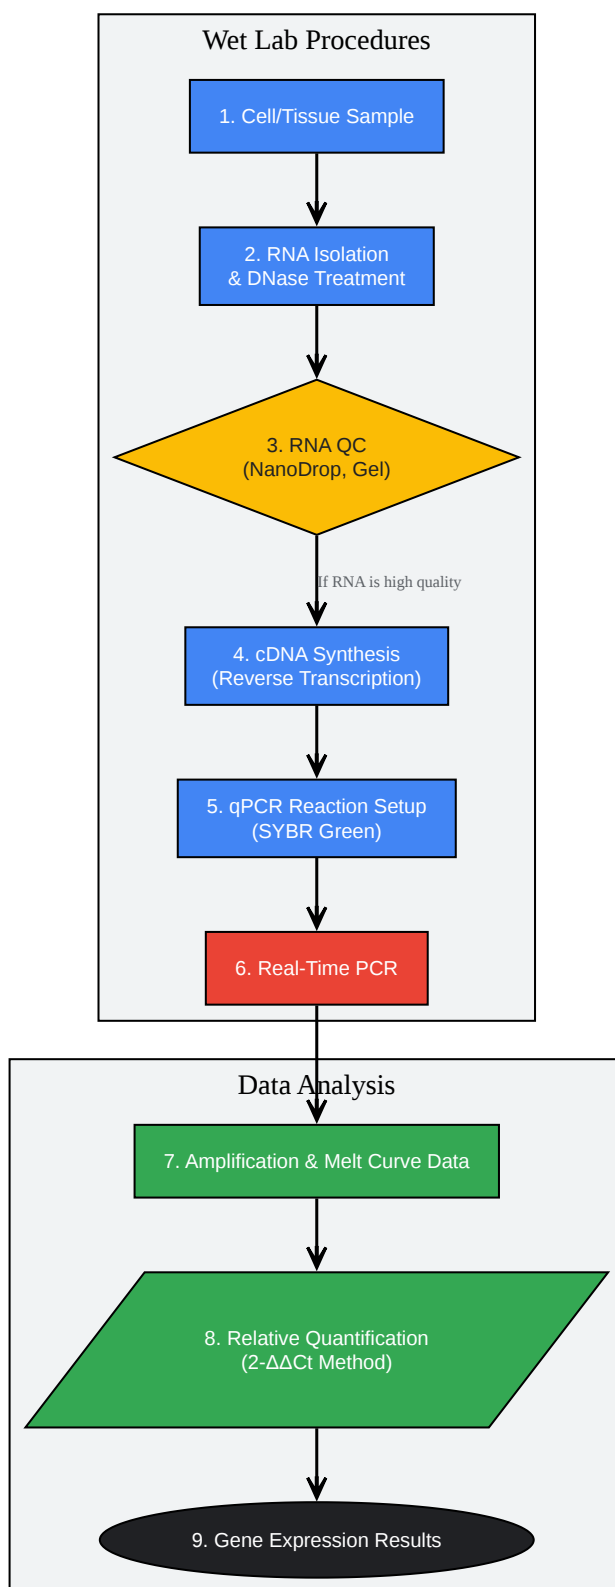 Wet Lab Procedures
1. Cell/Tissue Sample
2. RNA Isolation
& DNase Treatment
3. RNA QC
(NanoDrop, Gel)
If RNA is high quality
4. cDNA Synthesis
(Reverse Transcription)
5. qPCR Reaction Setup
(SYBR Green)
6. Real-Time PCR
Data Analysis
7. Amplification & Melt Curve Data
8. Relative Quantification
(2-ΔΔCt Method)
9. Gene Expression Results